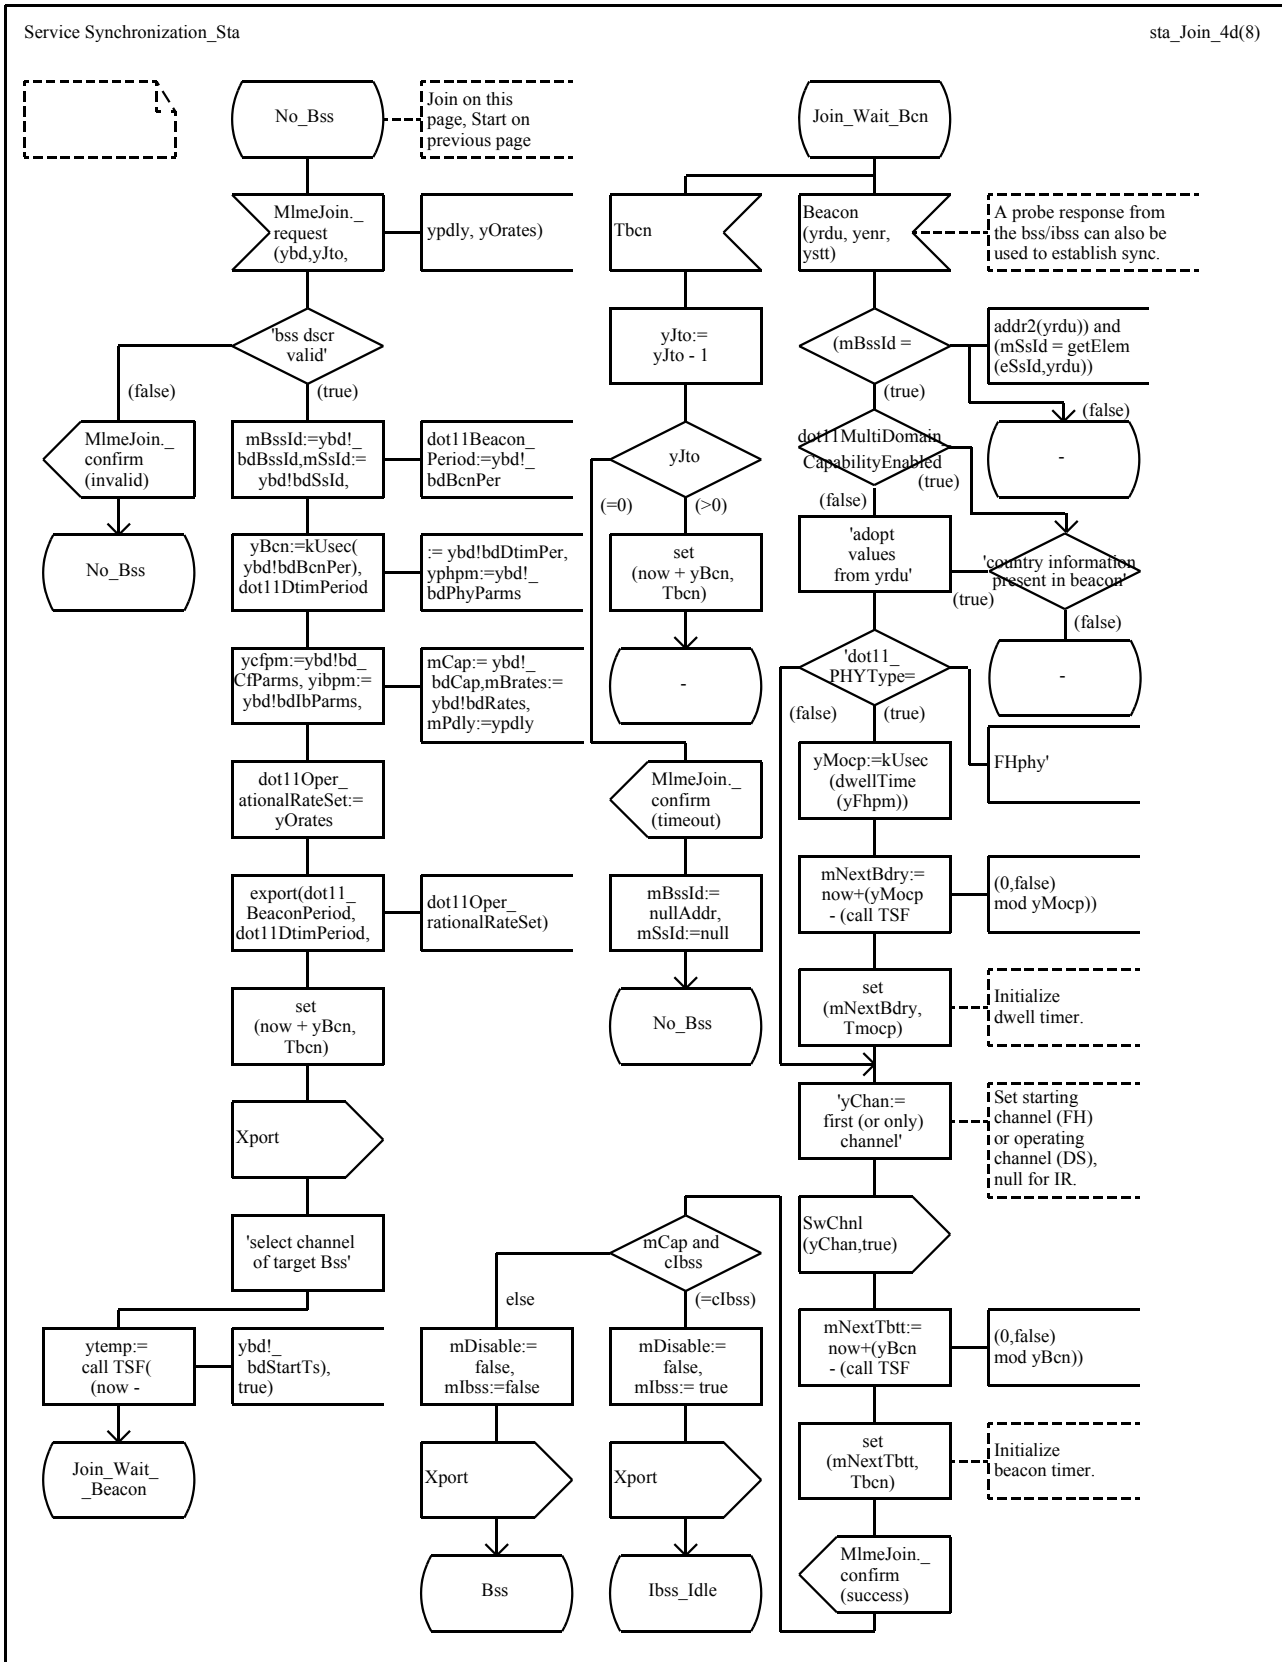 Service Synchronization_Sta
sta_Join_4d(8)
No_Bss
Join on this
page, Start on
previous page
MlmeJoin._
request
(ybd,yJto,
ypdly, yOrates)
'bss dscr
valid'
(false)
(true)
MlmeJoin._
confirm
(invalid)
No_Bss
mBssId:=ybd!_
bdBssId,mSsId:=
ybd!bdSsId,
dot11Beacon_
Period:=ybd!_
bdBcnPer
yBcn:=kUsec(
ybd!bdBcnPer),
dot11DtimPeriod
:= ybd!bdDtimPer,
yphpm:=ybd!_
bdPhyParms
ycfpm:=ybd!bd_
CfParms, yibpm:=
ybd!bdIbParms,
mCap:= ybd!_
bdCap,mBrates:=
ybd!bdRates,
mPdly:=ypdly
dot11Oper_
ationalRateSet:=
yOrates
export(dot11_
BeaconPeriod,
dot11DtimPeriod,
dot11Oper_
rationalRateSet)
set
(now + yBcn,
Tbcn)
Xport
'select channel
of target Bss'
ytemp:=
call TSF(
(now -
ybd!_
bdStartTs),
true)
Join_Wait_
_Beacon
Join_Wait_Bcn
Tbcn
yJto:=
yJto - 1
yJto
(=0)
(>0)
set
(now + yBcn,
Tbcn)
-
MlmeJoin._
confirm
(timeout)
mBssId:=
nullAddr,
mSsId:=null
No_Bss
Beacon
(yrdu, yenr,
ystt)
A probe response from
the bss/ibss can also be
used to establish sync.
(mBssId =
addr2(yrdu)) and
(mSsId = getElem
(eSsId,yrdu))
(true)
(false)
-
dot11MultiDomain_
CapabilityEnabled
(false)
(true)
'adopt
values
from yrdu'
'country information
present in beacon'
(true)
(false)
-
'dot11_
PHYType=
FHphy'
(false)
(true)
yMocp:=kUsec
(dwellTime
(yFhpm))
mNextBdry:=
now+(yMocp
- (call TSF
(0,false)
mod yMocp))
set
(mNextBdry,
Tmocp)
Initialize
dwell timer.
'yChan:=
first (or only)
channel'
Set starting
channel (FH)
or operating
channel (DS),
null for IR.
SwChnl
(yChan,true)
mNextTbtt:=
now+(yBcn
- (call TSF
(0,false)
mod yBcn))
set
(mNextTbtt,
Tbcn)
Initialize
beacon timer.
MlmeJoin._
confirm
(success)
mCap and
cIbss
else
(=cIbss)
mDisable:=
false,
mIbss:=false
mDisable:=
false,
mIbss:= true
Xport
Xport
Bss
Ibss_Idle